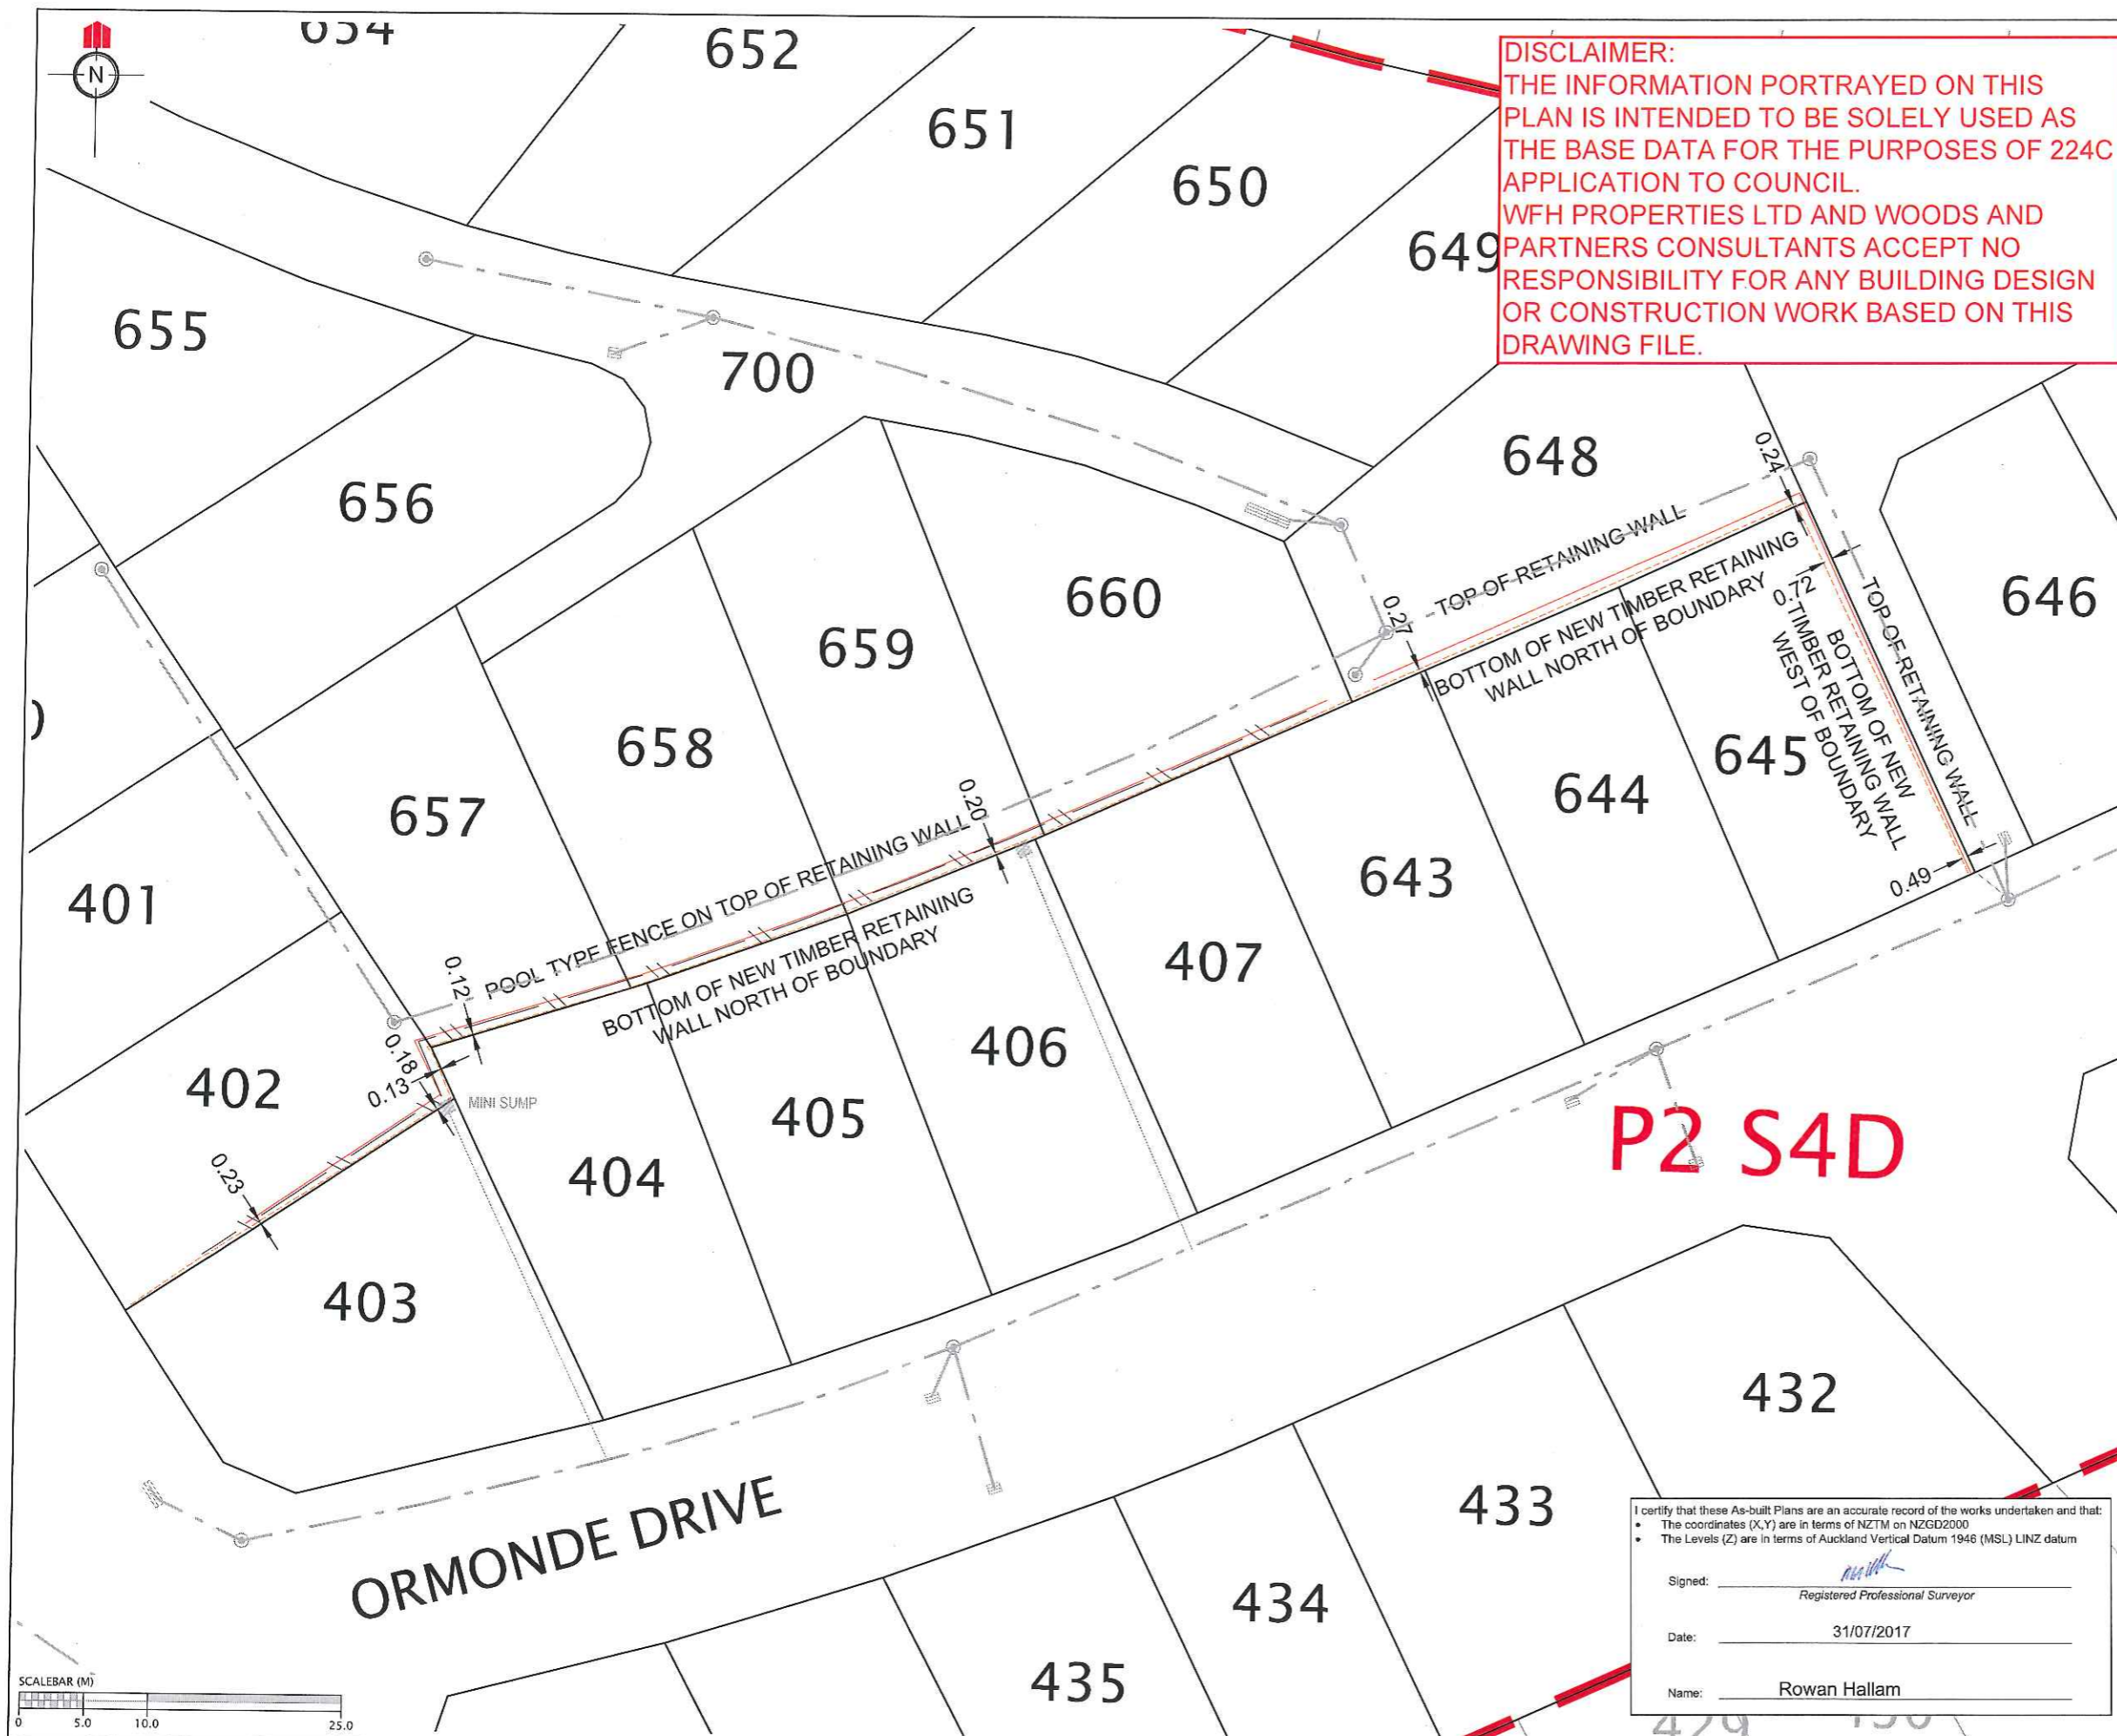 N
654
652
651
650
649
DISCLAIMER:
THE INFORMATION PORTRAYED ON THIS
PLAN IS INTENDED TO BE SOLELY USED AS
THE BASE DATA FOR THE PURPOSES OF 224C
APPLICATION TO COUNCIL.
WFH PROPERTIES LTD AND WOODS AND
PARTNERS CONSULTANTS ACCEPT NO
RESPONSIBILITY FOR ANY BUILDING DESIGN
OR CONSTRUCTION WORK BASED ON THIS
DRAWING FILE.
655
700
656
648
0.24
646
660
659
658
657
0.27
TOP OF RETAINING WALL
BOTTOM OF NEW TIMBER RETAINING
WALL NORTH OF BOUNDARY
0.72
TOP OF RETAINING WALL
BOTTOM OF NEW
TIMBER RETAINING WALL
WEST OF BOUNDARY
645
644
643
0.49
0.20
401
POOL TYPE FENCE ON TOP OF RETAINING WALL
0.12
BOTTOM OF NEW TIMBER RETAINING
WALL NORTH OF BOUNDARY
407
406
405
404
402
0.18
0.13
MINI SUMP
0.23
403
P2 S4D
432
433
434
435
ORMONDE DRIVE
I certify that these As-built Plans are an accurate record of the works undertaken and that:
• The coordinates (X,Y) are in terms of NZTM on NZGD2000
• The Levels (Z) are in terms of Auckland Vertical Datum 1946 (MSL) LINZ datum
Signed:
Registered Professional Surveyor
Date: 31/07/2017
Name: Rowan Hallam
429
SCALEBAR (M)
0 5.0 10.0 25.0